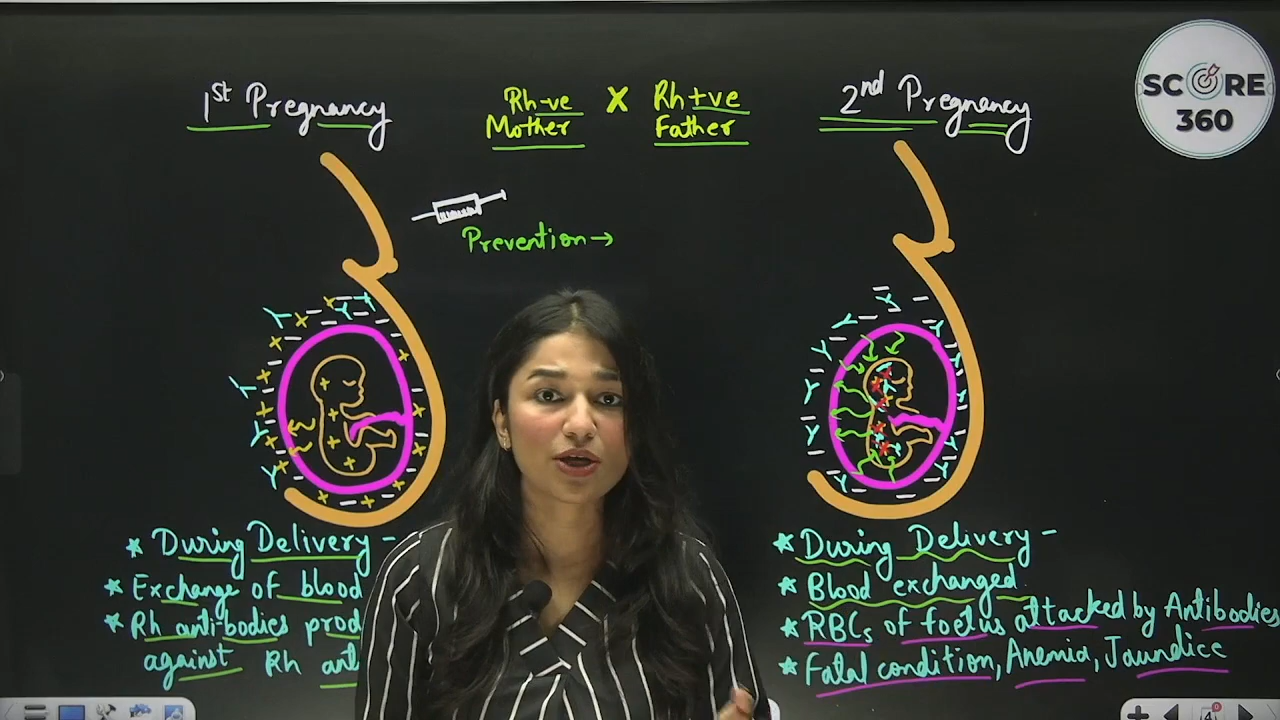 SCORE
360
1st Pregnancy
Rh-ve X Rh+ve
Mother Father
2nd Pregnancy
Prevention→
* During Delivery -
* Exchange of blood
* Rh anti-bodies prod
against Rh ant
* During Delivery -
* Blood exchanged
* RBCs of foetus attacked by Antibodies
* Fatal condition, Anemia, Jaundice